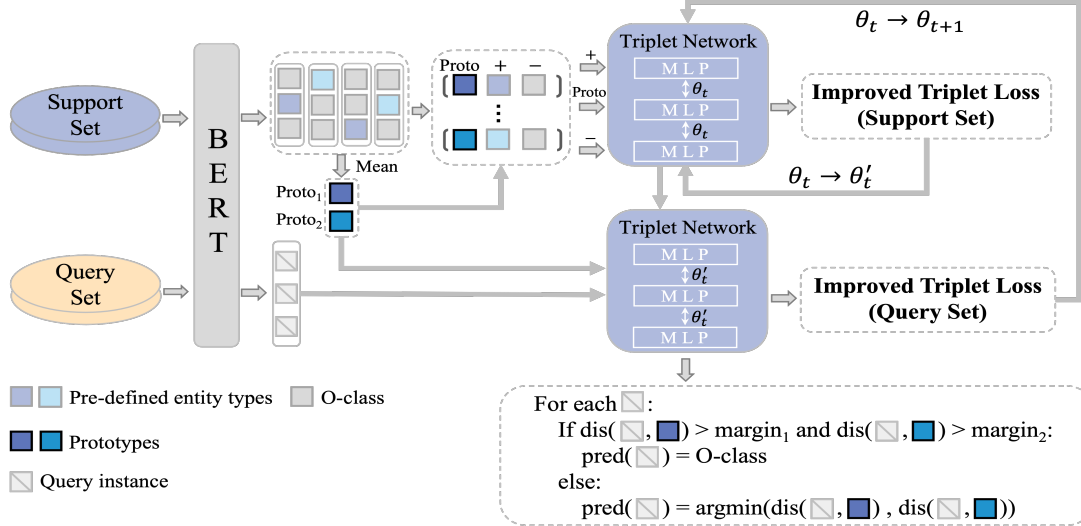 θt → θt+1
Triplet Network
MLP
θt
MLP
θt
MLP
Support
Set
BERT
Proto + −
...
+
Proto
−
Improved Triplet Loss
(Support Set)
Mean
θt → θ't
Proto1
Proto2
Query
Set
Triplet Network
MLP
θ't
MLP
θ't
MLP
Improved Triplet Loss
(Query Set)
Pre-defined entity types
O-class
Prototypes
Query instance
For each :
If dis( , ) > margin1 and dis( , ) > margin2:
pred( ) = O-class
else:
pred( ) = argmin(dis( , ) , dis( , ))